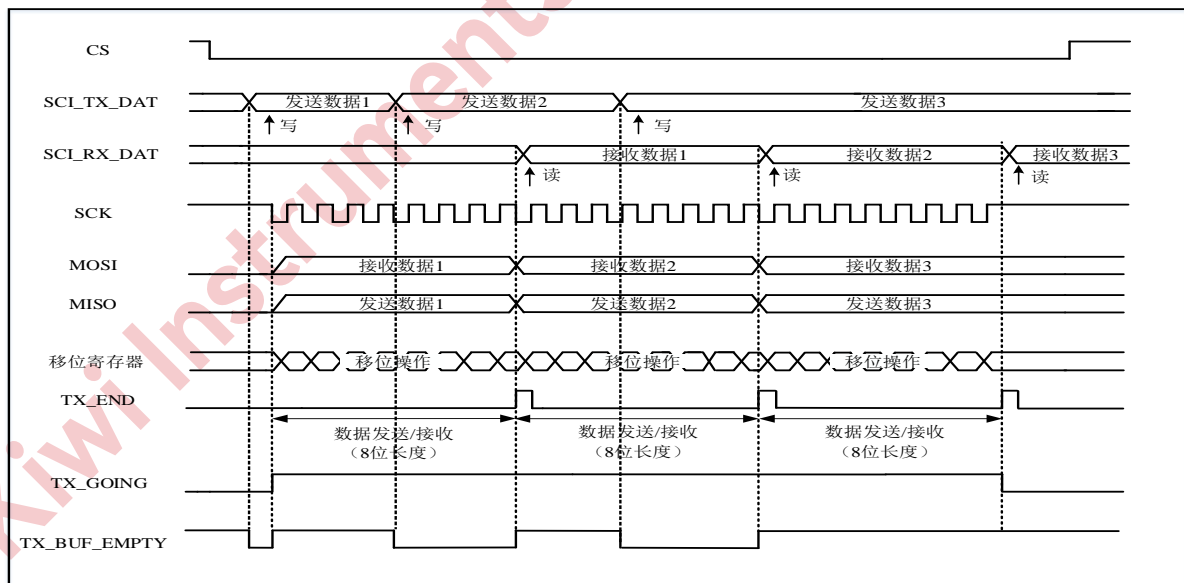 CS
SCI_TX_DAT 发送数据1 发送数据2 发送数据3
写 写 写
SCI_RX_DAT 接收数据1 接收数据2 接收数据3
读 读 读
SCK
MOSI 接收数据1 接收数据2 接收数据3
MISO 发送数据1 发送数据2 发送数据3
移位寄存器 移位操作 移位操作 移位操作
TX_END
数据发送/接收 数据发送/接收 数据发送/接收
（8位长度） （8位长度） （8位长度）
TX_GOING
TX_BUF_EMPTY
Kiwi Instruments